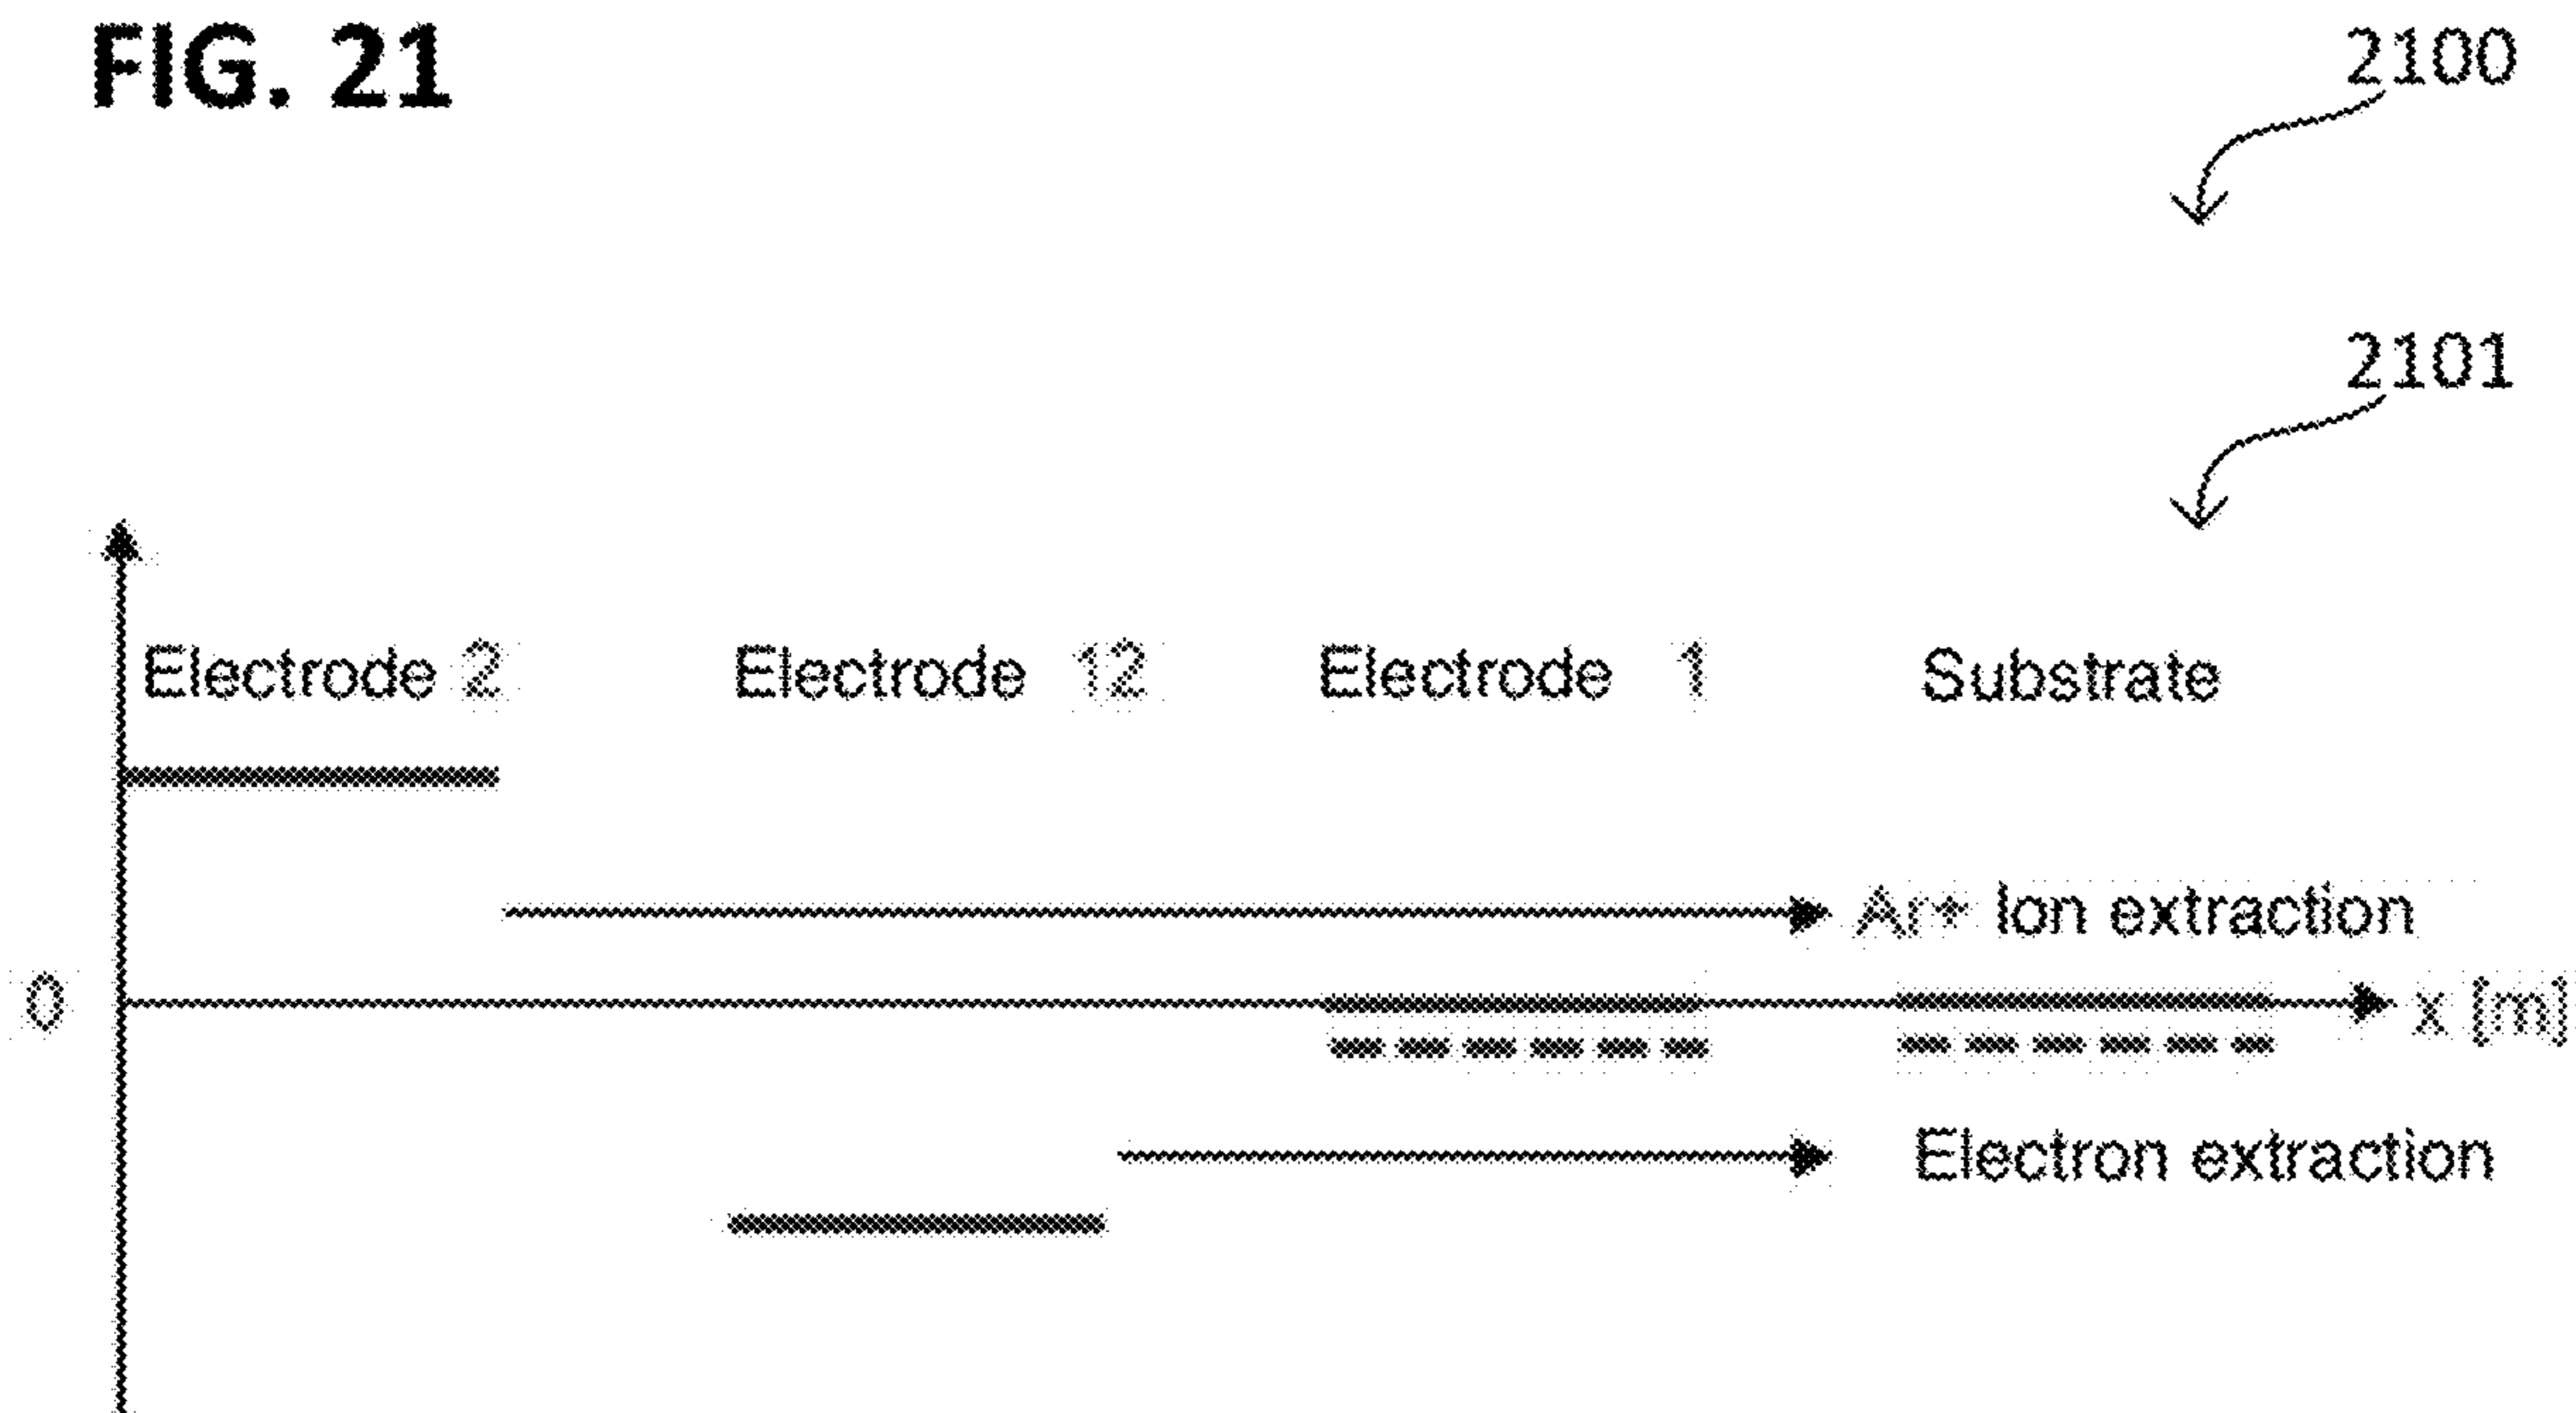 FIG. 21
2100
2101
Electrode 2 Electrode 12 Electrode 1 Substrate
Ar+ Ion extraction
0 x [m]
Electron extraction